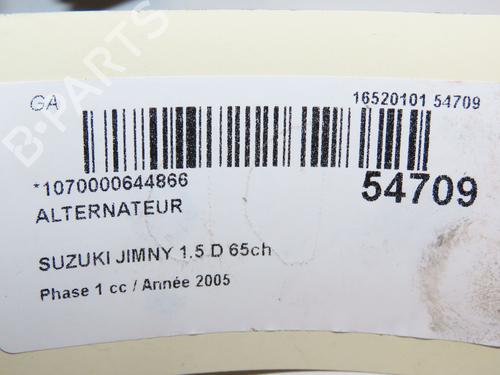 GA
16520101 54709
*1070000644866
54709
ALTERNATEUR
SUZUKI JIMNY 1.5 D 65ch
Phase 1 cc / Année 2005
B-PARTS